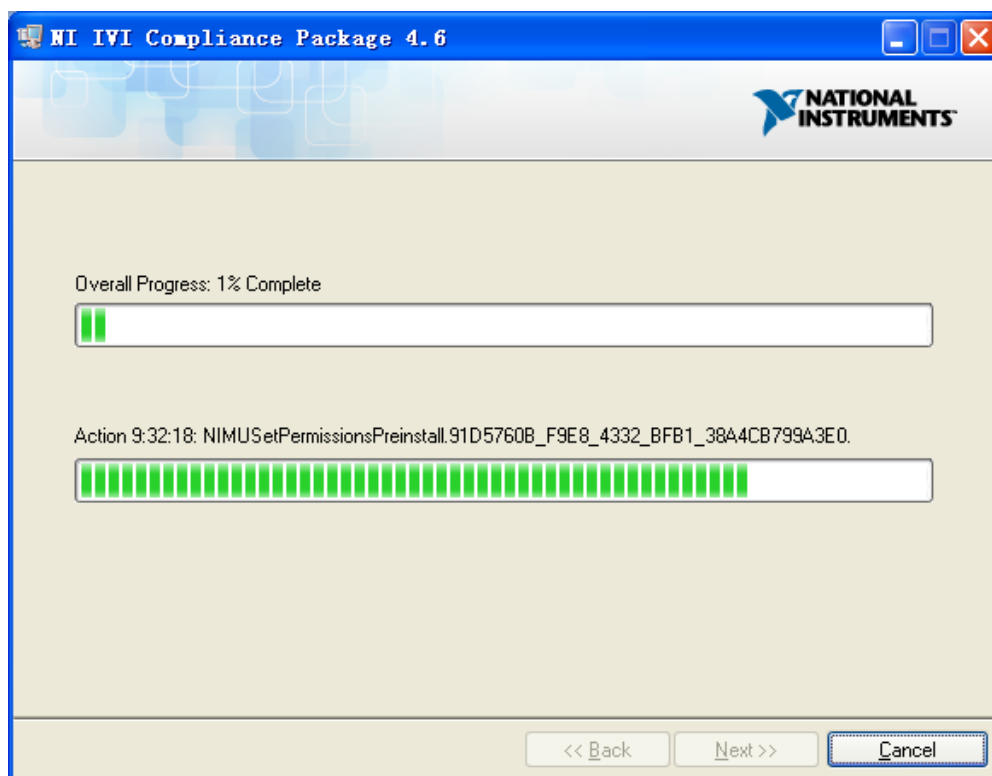 NI IVI Compliance Package 4.6
NATIONAL
INSTRUMENTS™
Overall Progress: 1% Complete
Action 9:32:18: NIMUSetPermissionsPreinstall.91D5760B_F9E8_4332_BFB1_38A4CB799A3E0.
<< Back
Next >>
Cancel